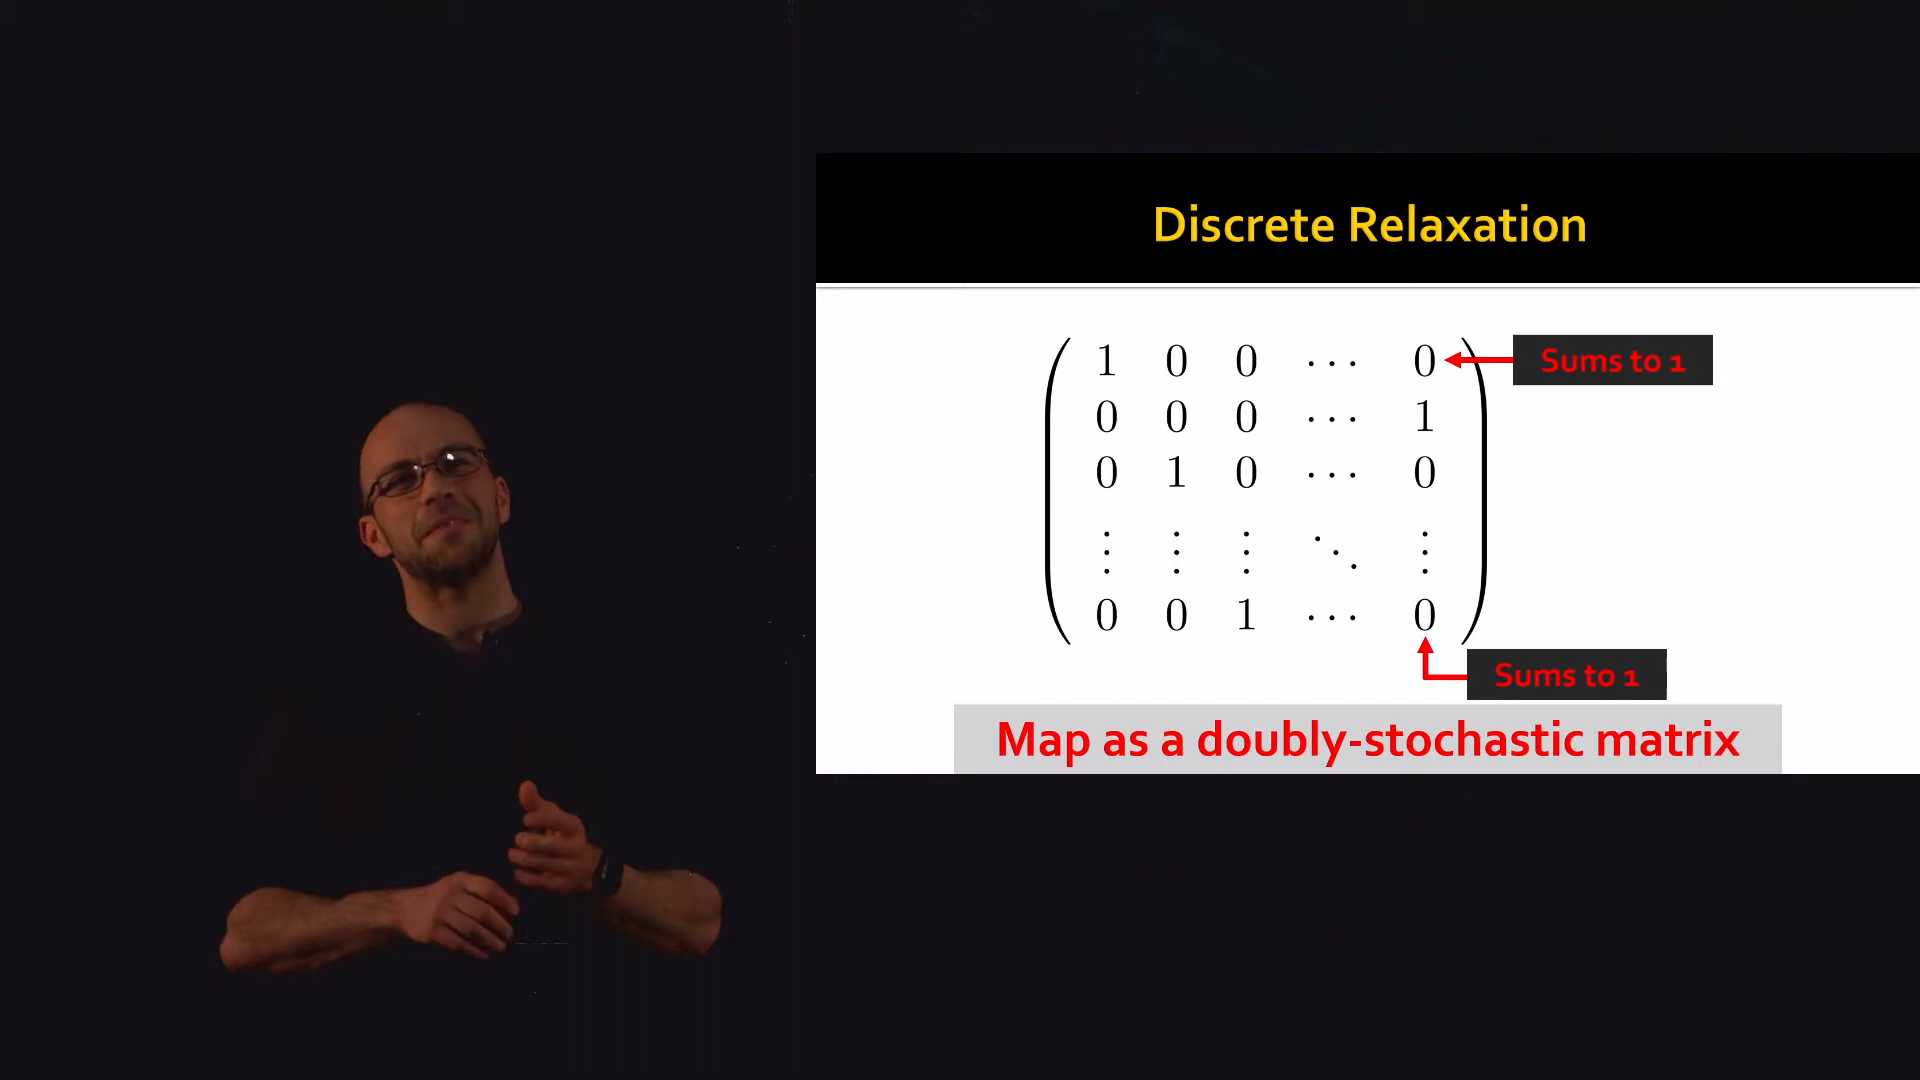 Discrete Relaxation
1 0 0 ⋯ 0
Sums to 1
0 0 0 ⋯ 1
0 1 0 ⋯ 0
⋮ ⋮ ⋮ ⋱ ⋮
0 0 1 ⋯ 0
Sums to 1
Map as a doubly-stochastic matrix